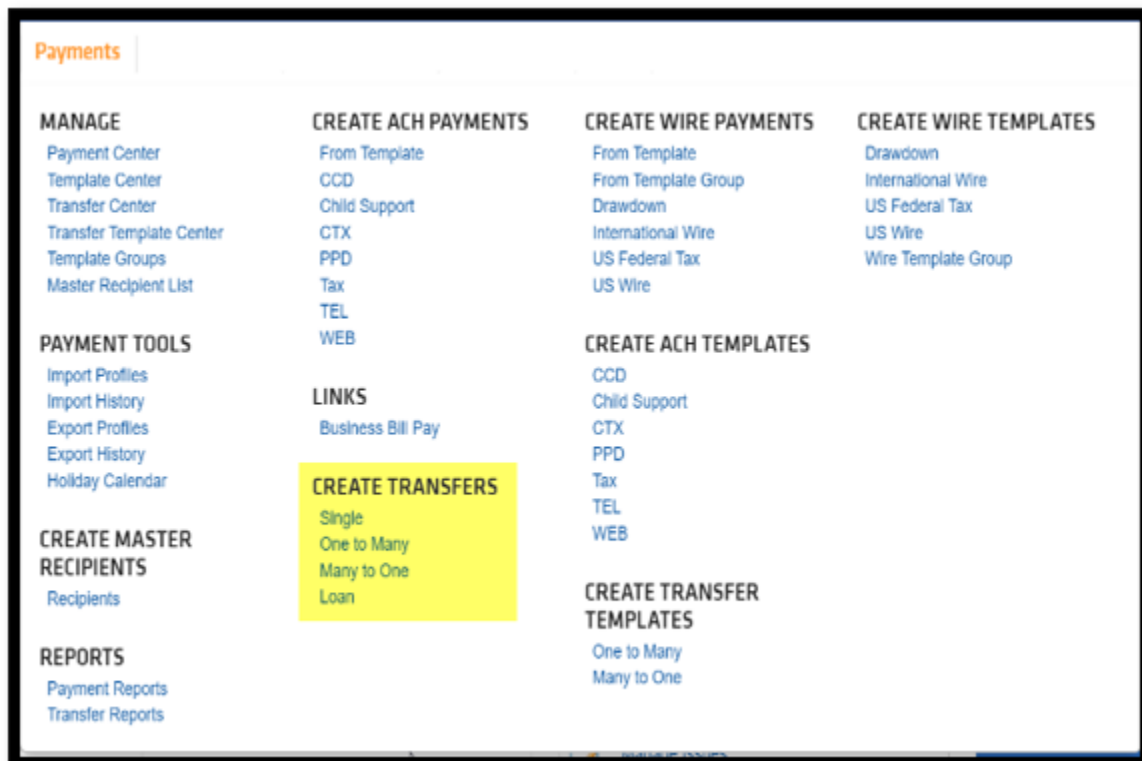 Payments
MANAGE
Payment Center
Template Center
Transfer Center
Transfer Template Center
Template Groups
Master Recipient List
PAYMENT TOOLS
Import Profiles
Import History
Export Profiles
Export History
Holiday Calendar
CREATE MASTER
RECIPIENTS
Recipients
REPORTS
Payment Reports
Transfer Reports
CREATE ACH PAYMENTS
From Template
CCD
Child Support
CTX
PPD
Tax
TEL
WEB
LINKS
Business Bill Pay
CREATE TRANSFERS
Single
One to Many
Many to One
Loan
CREATE WIRE PAYMENTS
From Template
From Template Group
Drawdown
International Wire
US Federal Tax
US Wire
CREATE ACH TEMPLATES
CCD
Child Support
CTX
PPD
Tax
TEL
WEB
CREATE TRANSFER
TEMPLATES
One to Many
Many to One
CREATE WIRE TEMPLATES
Drawdown
International Wire
US Federal Tax
US Wire
Wire Template Group